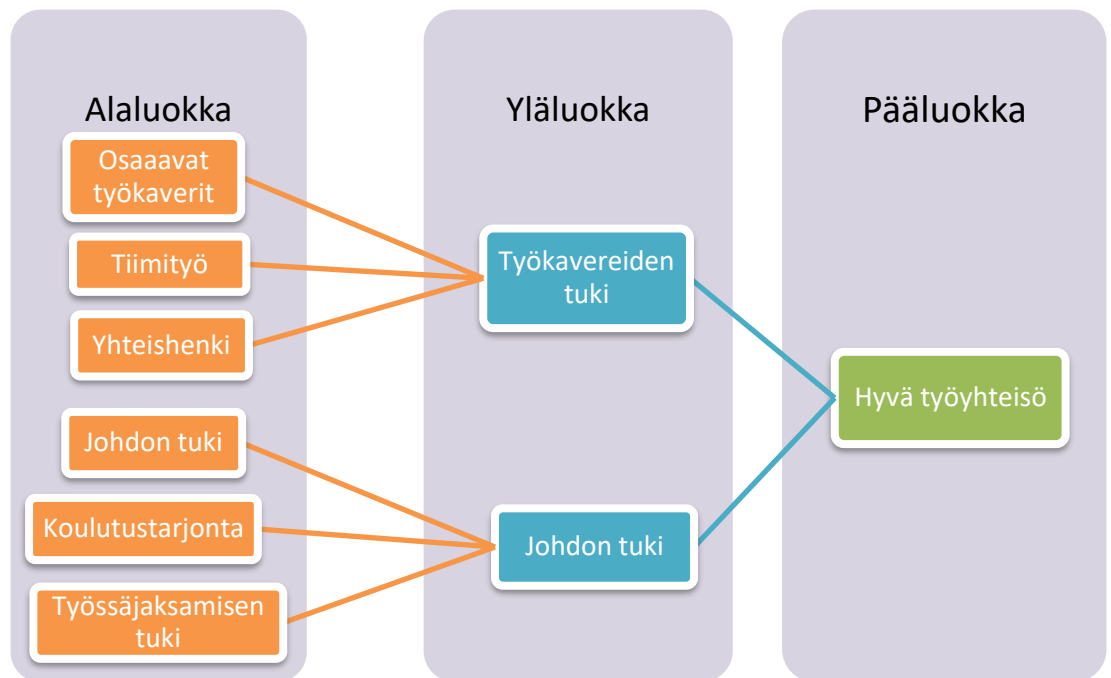 Alaluokka
Osaaavat
työkaverit
Tiimityö
Yhteishenki
Johdon tuki
Koulutustarjonta
Työssäjaksamisen
tuki
Yläluokka
Työkavereiden
tuki
Johdon tuki
Pääluokka
Hyvä työyhteisö